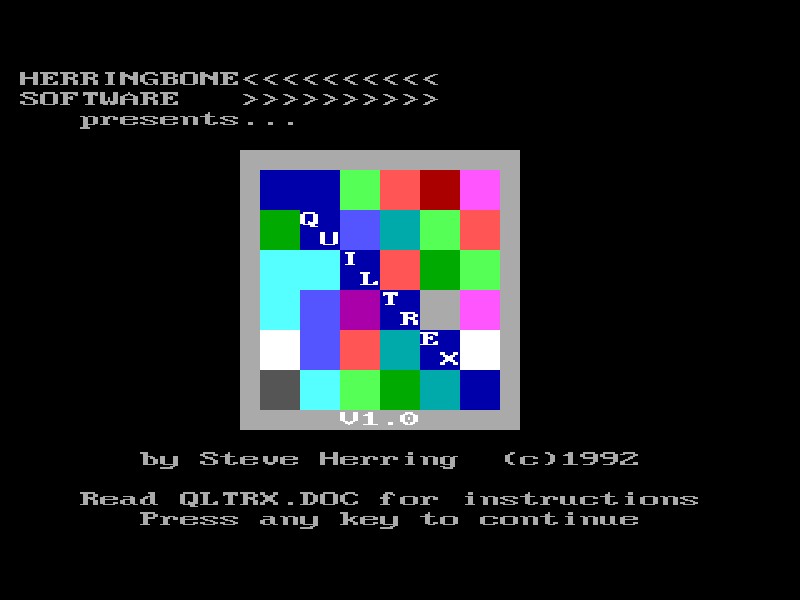 HERRINGBONE<<<<<<<<<<
SOFTWARE   >>>>>>>>>>
presents...
Q
U
I
L
T
R
E
X
V1.0
by Steve Herring  (c)1992
Read QLTRX.DOC for instructions
Press any key to continue